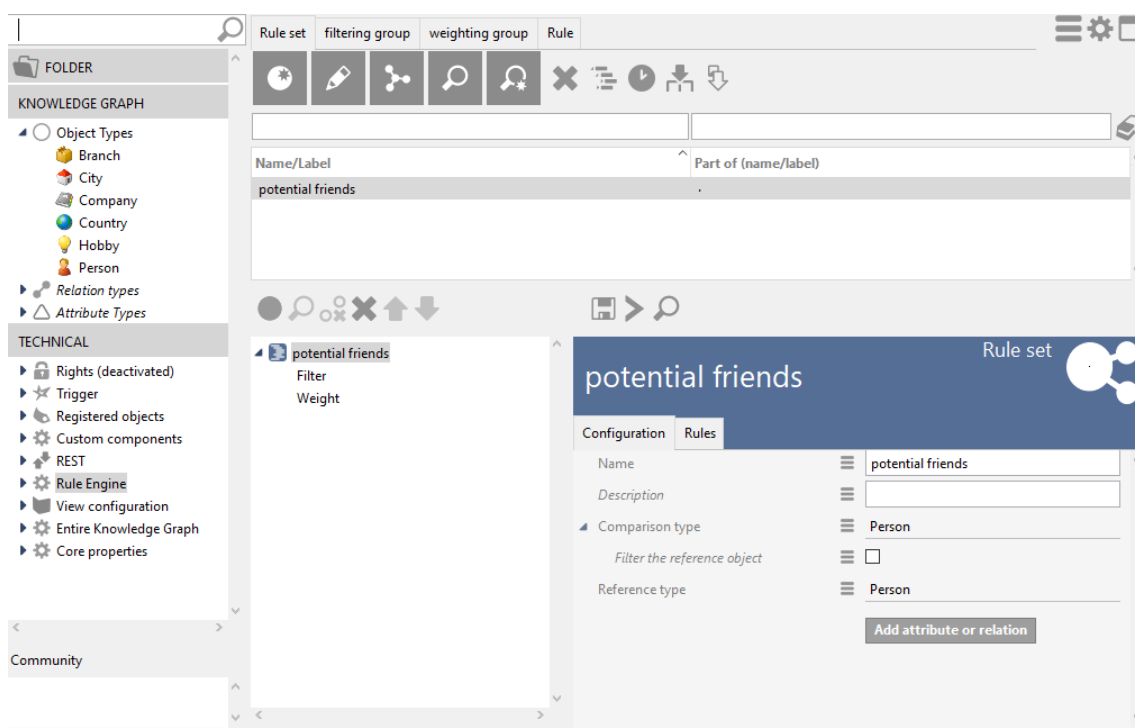 Rule set filtering group weighting group Rule
FOLDER
KNOWLEDGE GRAPH
Object Types
Branch
City
Company
Country
Hobby
Person
Relation types
Attribute Types
TECHNICAL
Rights (deactivated)
Trigger
Registered objects
Custom components
REST
Rule Engine
View configuration
Entire Knowledge Graph
Core properties
Community
Name/Label Part of (name/label)
potential friends .
potential friends
Filter
Weight
Rule set
potential friends
Configuration Rules
Name potential friends
Description
Comparison type Person
Filter the reference object
Reference type Person
Add attribute or relation